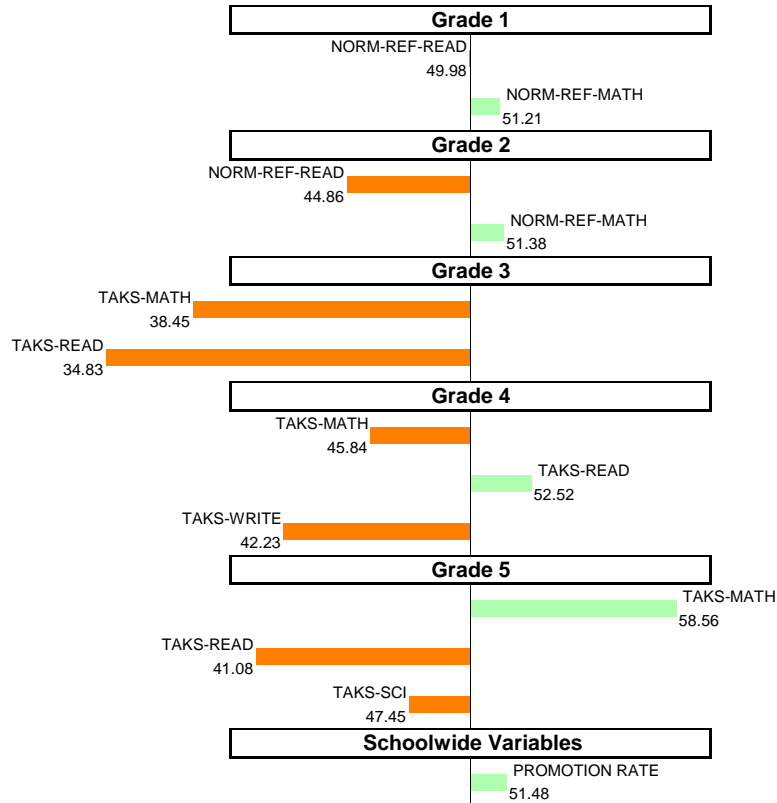 Grade 1
NORM-REF-READ
49.98
NORM-REF-MATH
51.21
Grade 2
NORM-REF-READ
44.86
NORM-REF-MATH
51.38
Grade 3
TAKS-MATH
38.45
TAKS-READ
34.83
Grade 4
TAKS-MATH
45.84
TAKS-READ
52.52
TAKS-WRITE
42.23
Grade 5
TAKS-MATH
58.56
TAKS-READ
41.08
TAKS-SCI
47.45
Schoolwide Variables
PROMOTION RATE
51.48